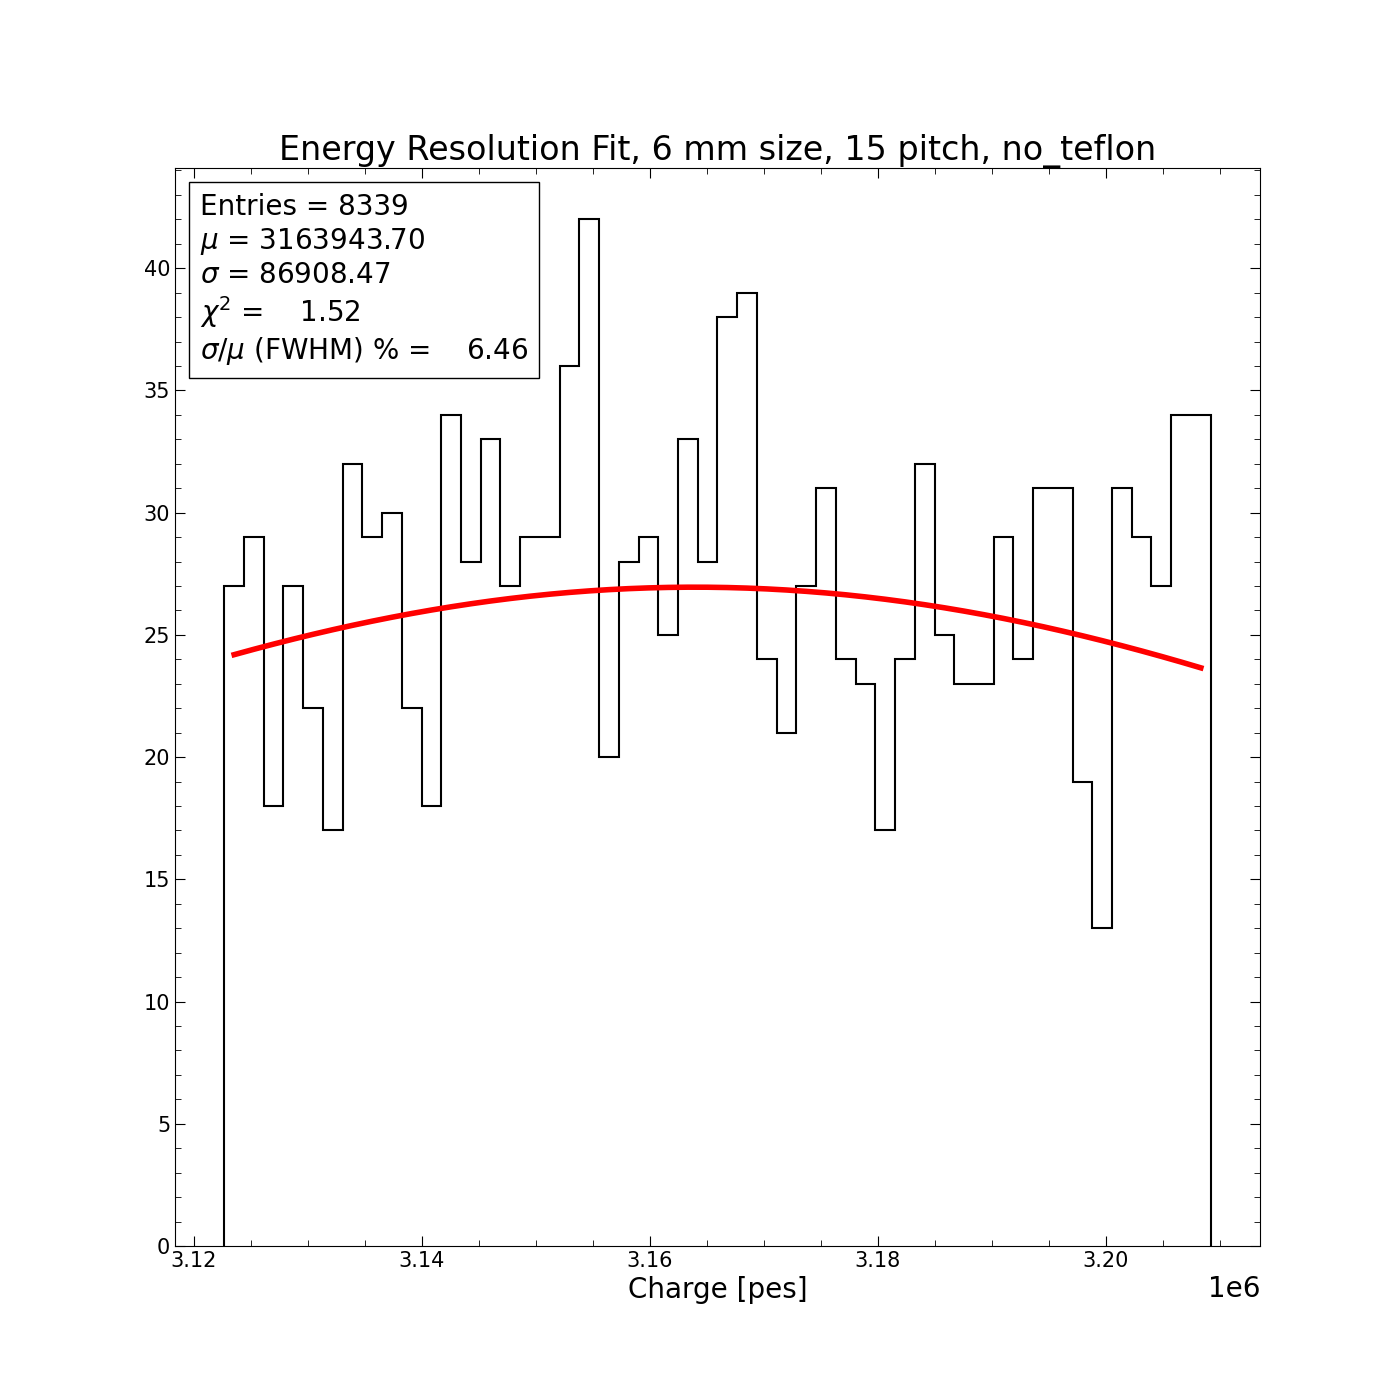 Energy Resolution Fit, 6 mm size, 15 pitch, no_teflon
Entries = 8339
μ = 3163943.70
σ = 86908.47
χ² = 1.52
σ/μ (FWHM) % = 6.46
40
35
30
25
20
15
10
5
0
3.12 3.14 3.16 3.18 3.20
Charge [pes] 1e6